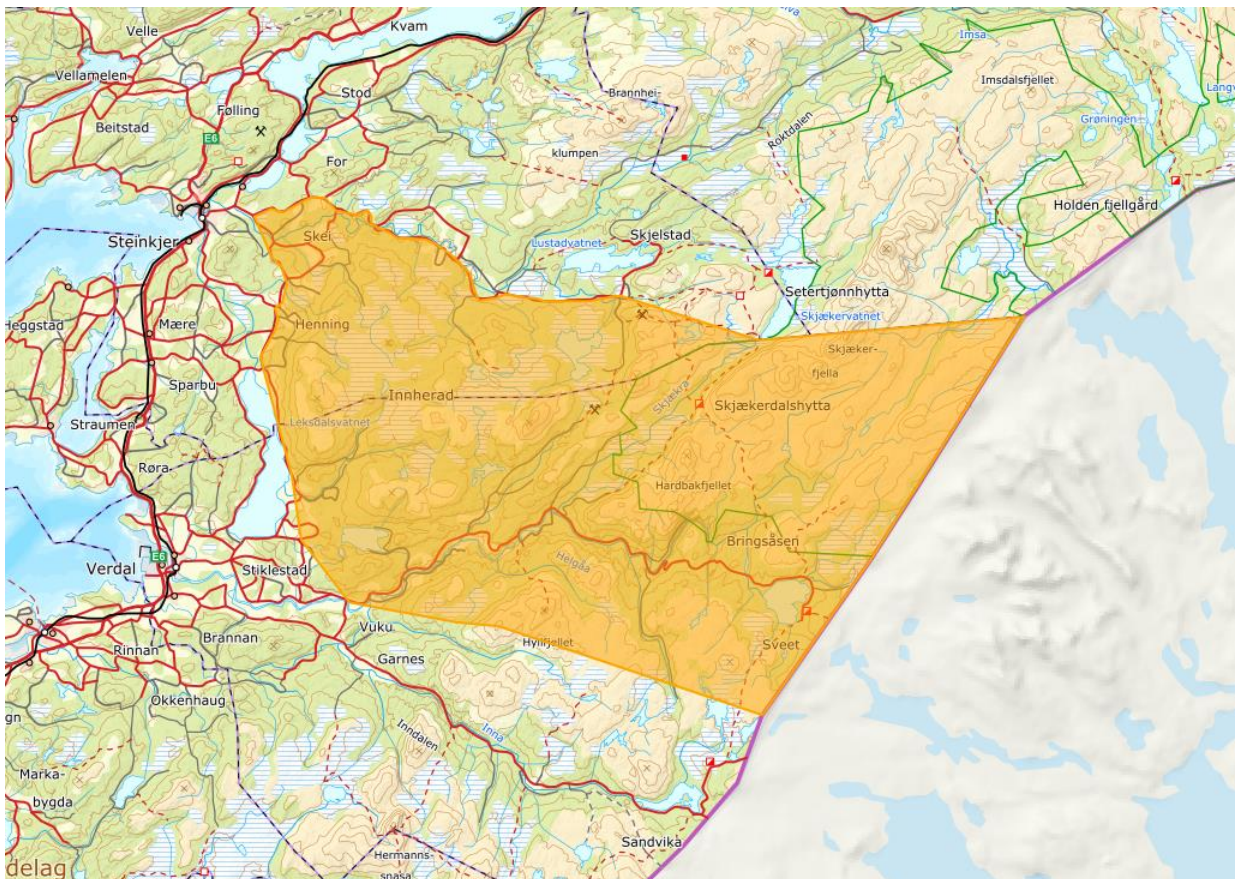 Velle
Kvam
Vellamelen
Stod
Følling
Beitstad
E6
For
Brannhei-
klumpen
Roktdalen
Imsa
Imsdalsfjellet
Grøningen
Holden fjellgård
Steinkjer
Skei
Skjelstad
Lustadvatnet
Setertjønnhytta
Skjækervatnet
Heggstad
Mære
Henning
Skjæker-
fjella
Sparbu
Innherad
Skjækra
Skjækerdalshytta
Straumen
Leksdalsvatnet
Røra
Hardbakfjellet
Bringsåsen
E6
Verdal
Stiklestad
Helgåa
Vuku
Brannan
Rinnan
Garnes
Sveet
Okkenhaug
Inndalen
Inna
Marka-
bygda
Sandvika
Hermanns-
snasa
delag